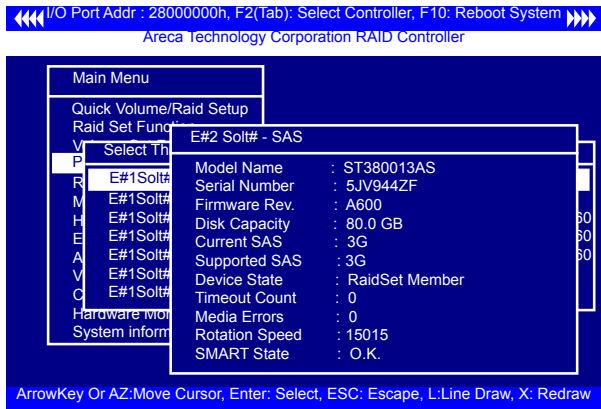 I/O Port Addr : 28000000h, F2(Tab): Select Controller, F10: Reboot System
Areca Technology Corporation RAID Controller
Main Menu
Quick Volume/Raid Setup
Raid Set Function
V
P
R
M
H
E
A
V
C
Hardware Mon
System inform
Select Th
E#1Solt#
E#1Solt#
E#1Solt#
E#1Solt#
E#1Solt#
E#1Solt#
E#1Solt#
60
60
60
E#2 Solt# - SAS
Model Name : ST380013AS
Serial Number : 5JV944ZF
Firmware Rev. : A600
Disk Capacity : 80.0 GB
Current SAS : 3G
Supported SAS : 3G
Device State : RaidSet Member
Timeout Count : 0
Media Errors : 0
Rotation Speed : 15015
SMART State : O.K.
ArrowKey Or AZ:Move Cursor, Enter: Select, ESC: Escape, L:Line Draw, X: Redraw